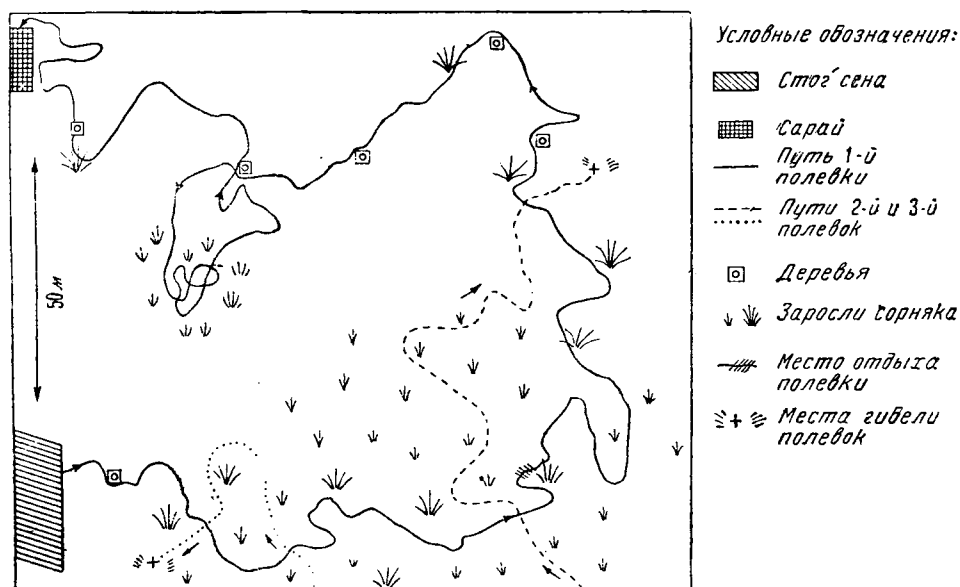 Условные обозначения:
Стог сена
Сарай
Путь 1-й
полевки
Пути 2-й и 3-й
полевок
Деревья
Заросли сорняка
Место отдыха
полевки
Места гибели
полевок
50 м